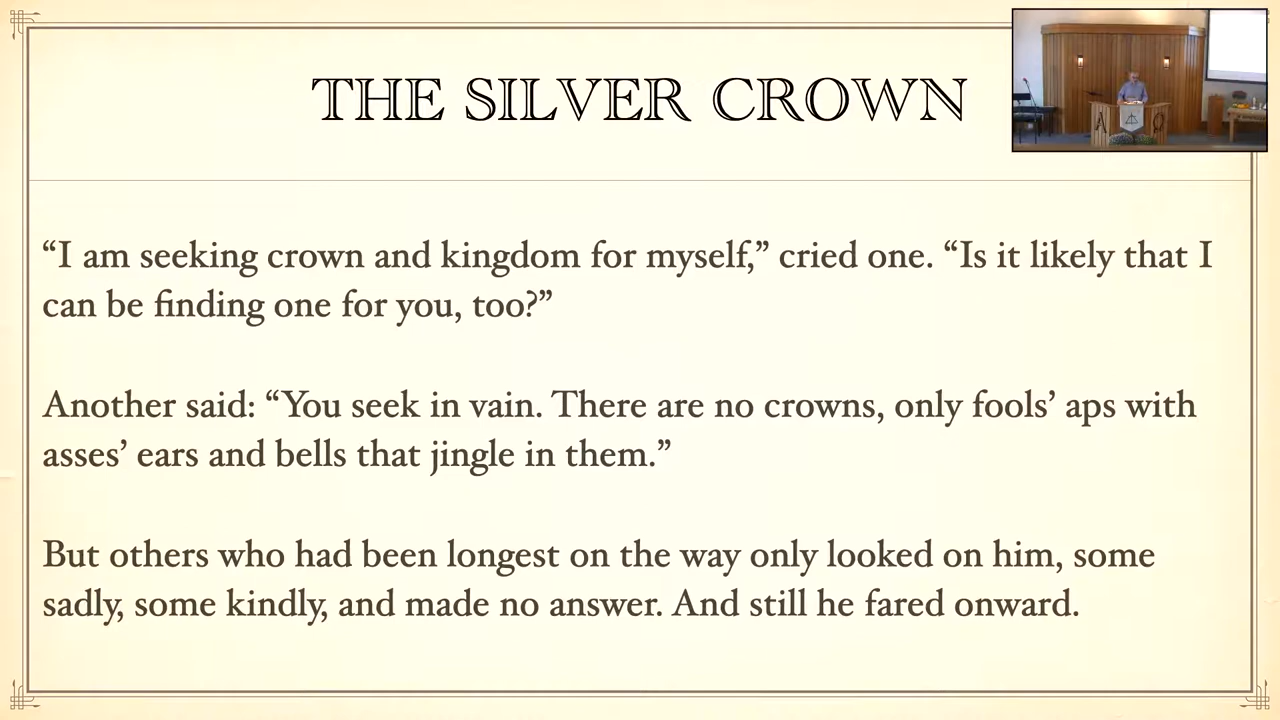 THE SILVER CROWN
“I am seeking crown and kingdom for myself,” cried one. “Is it likely that I
can be finding one for you, too?”
Another said: “You seek in vain. There are no crowns, only fools’ aps with
asses’ ears and bells that jingle in them.”
But others who had been longest on the way only looked on him, some
sadly, some kindly, and made no answer. And still he fared onward.
Α Ω